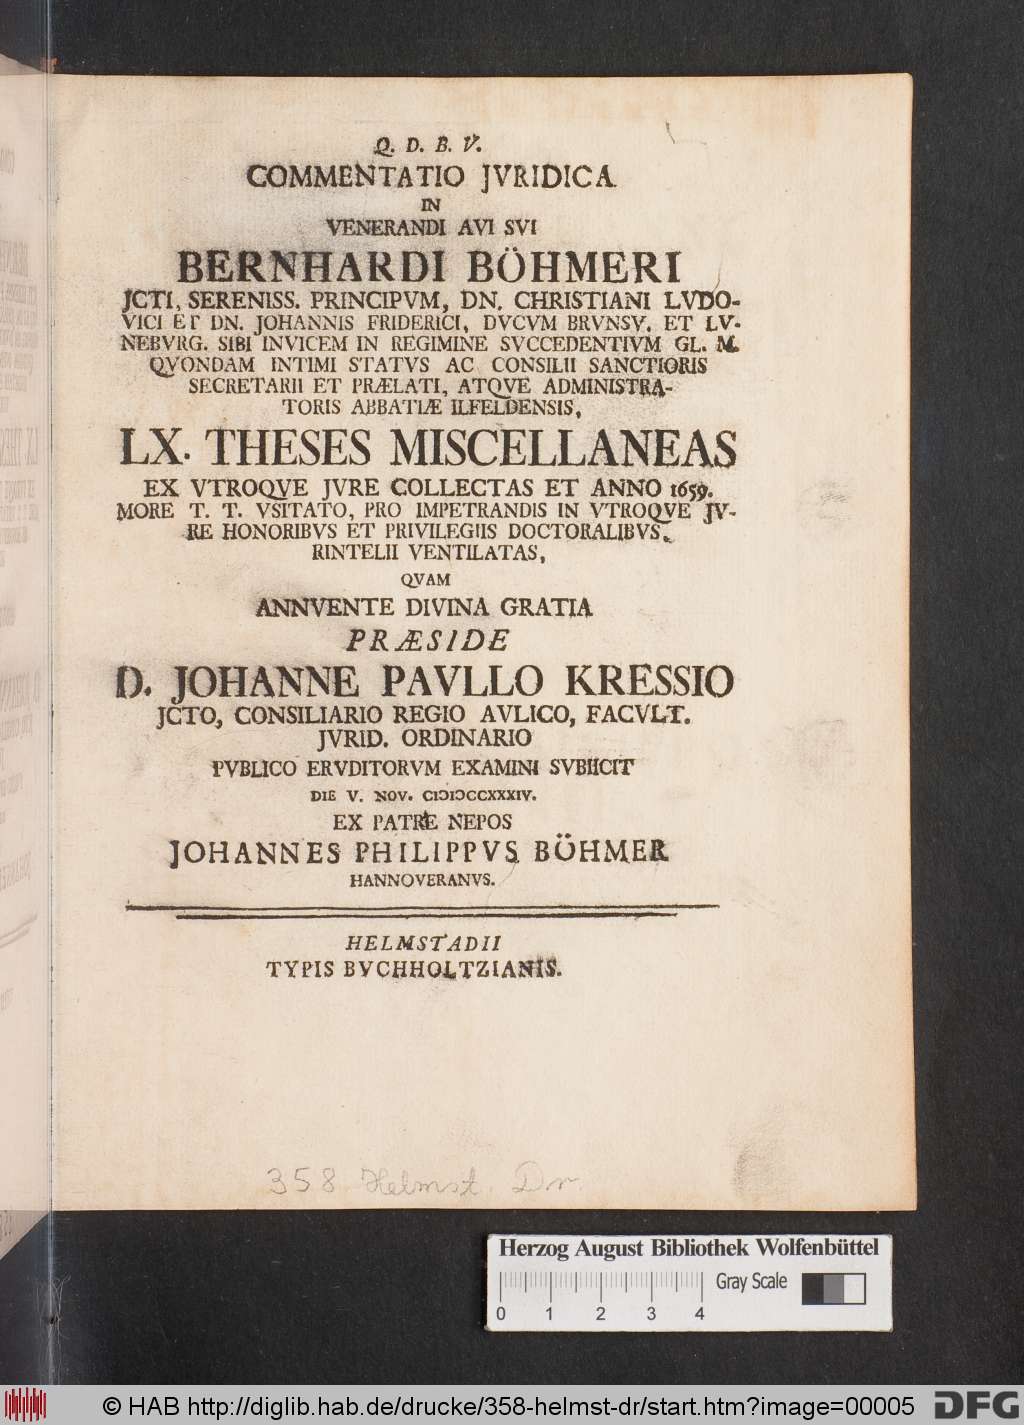 Q. D. B. V.
COMMENTATIO JVRIDICA
IN
VENERANDI AVI SVI
BERNHARDI BÖHMERI
JCTI, SERENISS. PRINCIPVM, DN. CHRISTIANI LVDO-
VICI ET DN. JOHANNIS FRIDERICI, DVCVM BRVNSV. ET LV-
NEBVRG. SIBI INVICEM IN REGIMINE SVCCEDENTIVM GL. M.
QVONDAM INTIMI STATVS AC CONSILII SANCTIORIS
SECRETARII ET PRÆLATI, ATQVE ADMINISTRA-
TORIS ABBATIÆ ILFELDENSIS,
LX. THESES MISCELLANEAS
EX VTROQVE JVRE COLLECTAS ET ANNO 1659.
MORE T. T. VSITATO, PRO IMPETRANDIS IN VTROQVE JV-
RE HONORIBVS ET PRIVILEGIIS DOCTORALIBVS,
RINTELII VENTILATAS,
QVAM
ANNVENTE DIVINA GRATIA
PRÆSIDE
D. JOHANNE PAVLLO KRESSIO
JCTO, CONSILIARIO REGIO AVLICO, FACVLT.
JVRID. ORDINARIO
PVBLICO ERVDITORVM EXAMINI SVBIICIT
DIE V. NOV. CIƆIƆCCXXXIV.
EX PATRE NEPOS
JOHANNES PHILIPPVS BÖHMER
HANNOVERANVS.
HELMSTADII
TYPIS BVCHHOLTZIANIS.
358 Helmst. Dr.
Herzog August Bibliothek Wolfenbüttel
Gray Scale
0 1 2 3 4
© HAB http://diglib.hab.de/drucke/358-helmst-dr/start.htm?image=00005
DFG